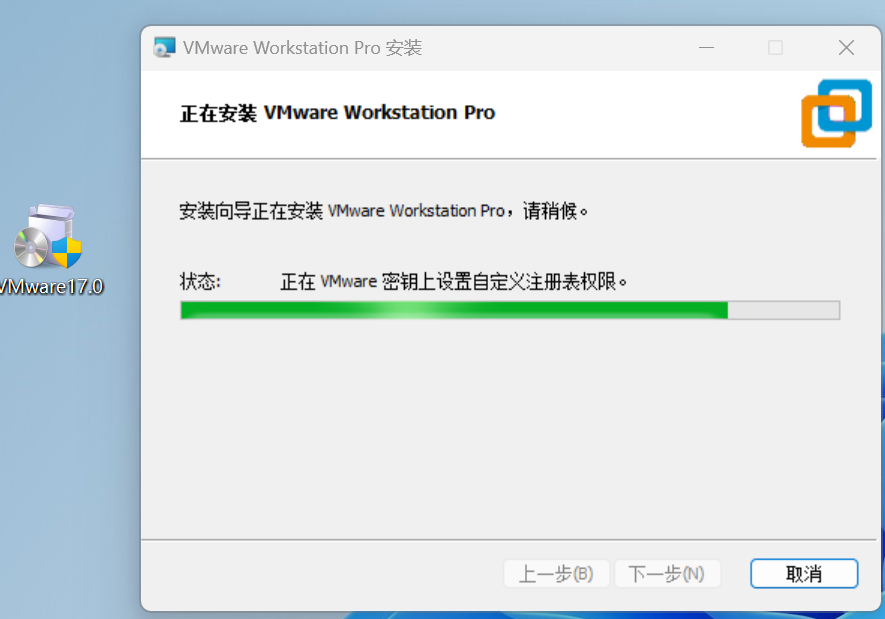 VMware Workstation Pro 安装
正在安装 VMware Workstation Pro
安装向导正在安装 VMware Workstation Pro，请稍候。
状态: 正在 VMware 密钥上设置自定义注册表权限。
VMware17.0
上一步(B) 下一步(N) 取消